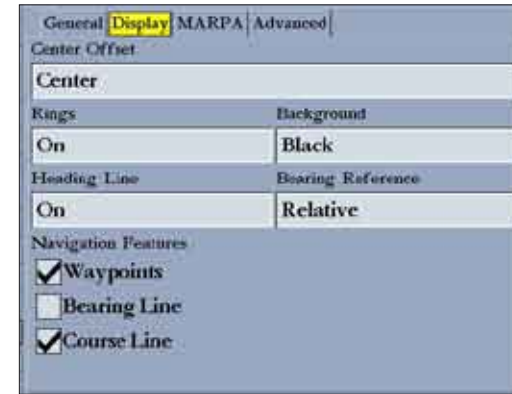 General Display MARPA Advanced
Center Offset
Center
Rings Background
On Black
Heading Line Bearing Reference
On Relative
Navigation Features
Waypoints
Bearing Line
Course Line